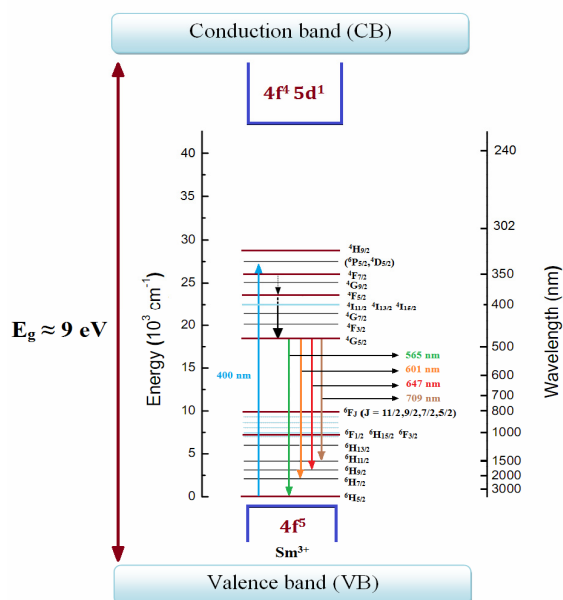 Conduction band (CB)
4f⁴ 5d¹
40
35
30
25
20
15
10
5
0
Energy (10³ cm⁻¹)
240
302
350
400
500
600
700
800
1000
1500
2000
3000
Wavelength (nm)
E_g ≈ 9 eV
⁴H₉/₂
(⁶P₅/₂,⁴D₅/₂)
⁴F₇/₂
⁴G₉/₂
⁴F₅/₂
⁴I₁₁/₂ ⁴I₁₃/₂ ⁴I₁₅/₂
⁴G₇/₂
⁴F₃/₂
⁴G₅/₂
400 nm
565 nm
601 nm
647 nm
709 nm
⁶F_J (J = 11/2,9/2,7/2,5/2)
⁶F₁/₂ ⁶H₁₅/₂ ⁶F₃/₂
⁶H₁₃/₂
⁶H₁₁/₂
⁶H₉/₂
⁶H₇/₂
⁶H₅/₂
4f⁵
Sm³⁺
Valence band (VB)